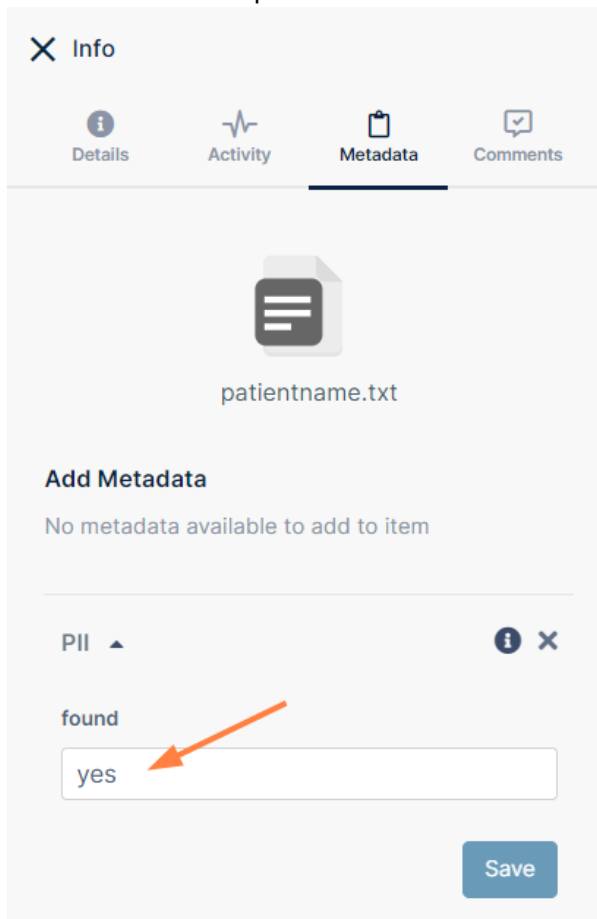 Info
Details Activity Metadata Comments
patientname.txt
Add Metadata
No metadata available to add to item
PII
found
yes
Save